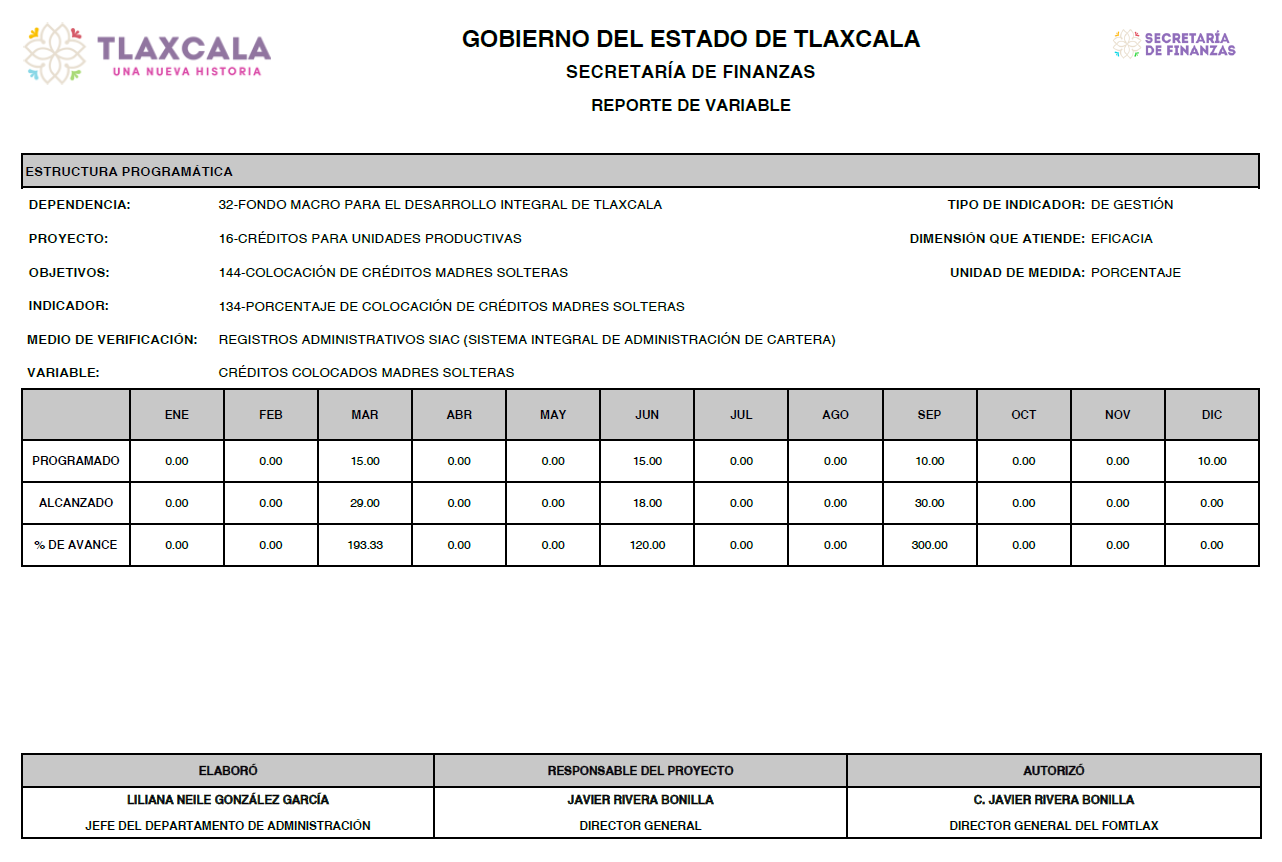 TLAXCALA
UNA NUEVA HISTORIA
GOBIERNO DEL ESTADO DE TLAXCALA
SECRETARÍA DE FINANZAS
REPORTE DE VARIABLE
SECRETARÍA
DE FINANZAS
ESTRUCTURA PROGRAMÁTICA
DEPENDENCIA: 32-FONDO MACRO PARA EL DESARROLLO INTEGRAL DE TLAXCALA TIPO DE INDICADOR: DE GESTIÓN
PROYECTO: 16-CRÉDITOS PARA UNIDADES PRODUCTIVAS DIMENSIÓN QUE ATIENDE: EFICACIA
OBJETIVOS: 144-COLOCACIÓN DE CRÉDITOS MADRES SOLTERAS UNIDAD DE MEDIDA: PORCENTAJE
INDICADOR: 134-PORCENTAJE DE COLOCACIÓN DE CRÉDITOS MADRES SOLTERAS
MEDIO DE VERIFICACIÓN: REGISTROS ADMINISTRATIVOS SIAC (SISTEMA INTEGRAL DE ADMINISTRACIÓN DE CARTERA)
VARIABLE: CRÉDITOS COLOCADOS MADRES SOLTERAS
ENE FEB MAR ABR MAY JUN JUL AGO SEP OCT NOV DIC
PROGRAMADO 0.00 0.00 15.00 0.00 0.00 15.00 0.00 0.00 10.00 0.00 0.00 10.00
ALCANZADO 0.00 0.00 29.00 0.00 0.00 18.00 0.00 0.00 30.00 0.00 0.00 0.00
% DE AVANCE 0.00 0.00 193.33 0.00 0.00 120.00 0.00 0.00 300.00 0.00 0.00 0.00
ELABORÓ RESPONSABLE DEL PROYECTO AUTORIZÓ
LILIANA NEILE GONZÁLEZ GARCÍA JAVIER RIVERA BONILLA C. JAVIER RIVERA BONILLA
JEFE DEL DEPARTAMENTO DE ADMINISTRACIÓN DIRECTOR GENERAL DIRECTOR GENERAL DEL FOMTLAX